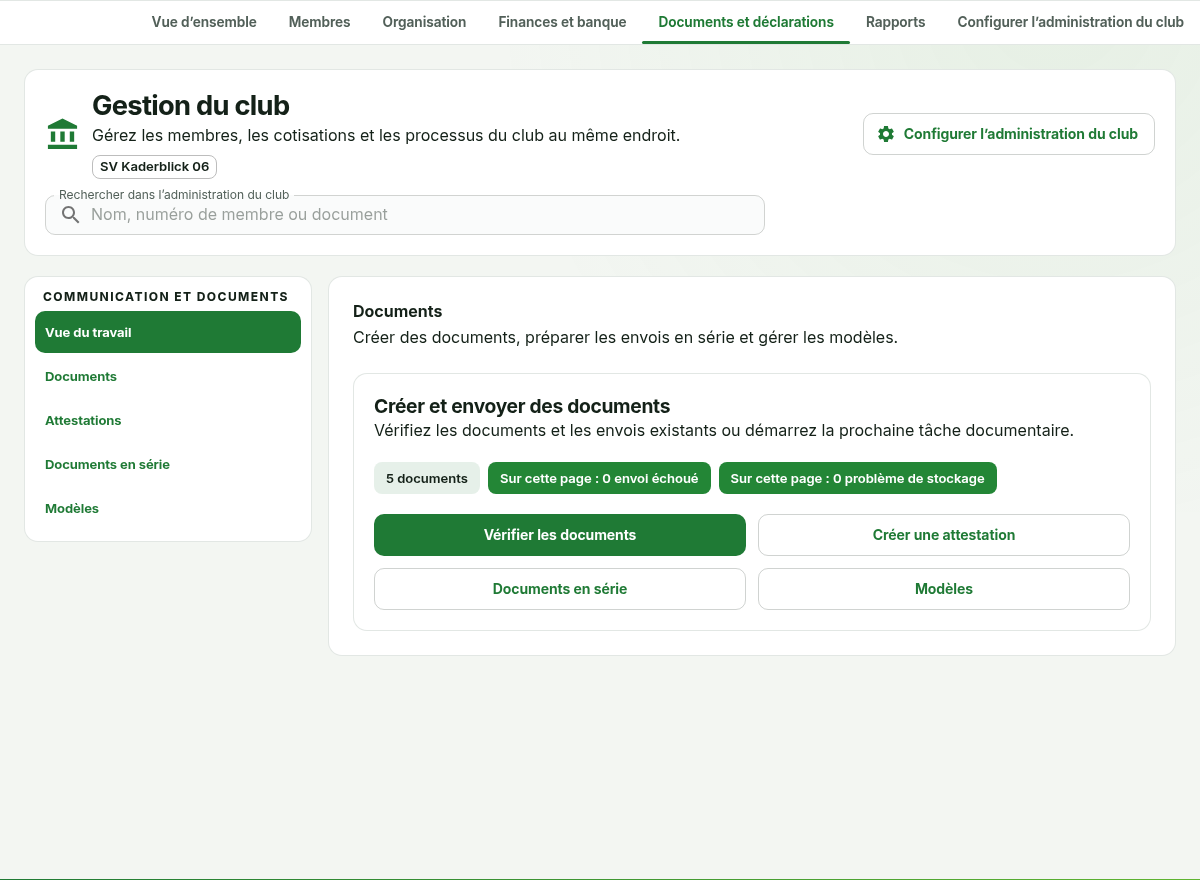 Vue d’ensemble
Membres
Organisation
Finances et banque
Documents et déclarations
Rapports
Configurer l’administration du club
Gestion du club
Gérez les membres, les cotisations et les processus du club au même endroit.
SV Kaderblick 06
Configurer l’administration du club
Rechercher dans l’administration du club
Nom, numéro de membre ou document
COMMUNICATION ET DOCUMENTS
Vue du travail
Documents
Attestations
Documents en série
Modèles
Documents
Créer des documents, préparer les envois en série et gérer les modèles.
Créer et envoyer des documents
Vérifiez les documents et les envois existants ou démarrez la prochaine tâche documentaire.
5 documents
Sur cette page : 0 envoI échoué
Sur cette page : 0 problème de stockage
Vérifier les documents
Créer une attestation
Documents en série
Modèles